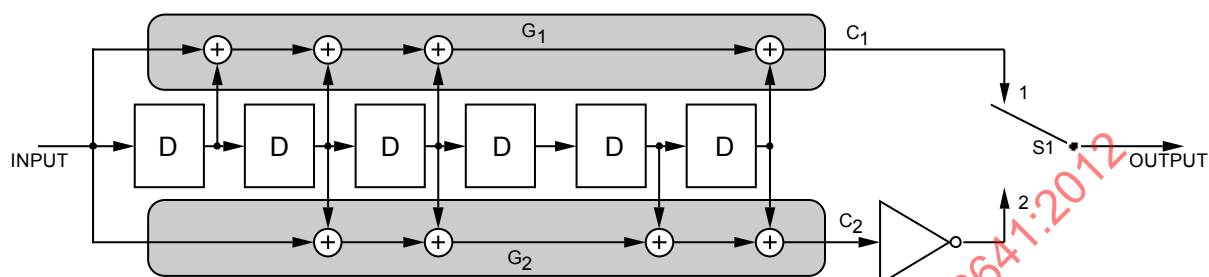 G1
C1
1
INPUT
D D D D D D
S1
OUTPUT
2
C2
G2
641:2012